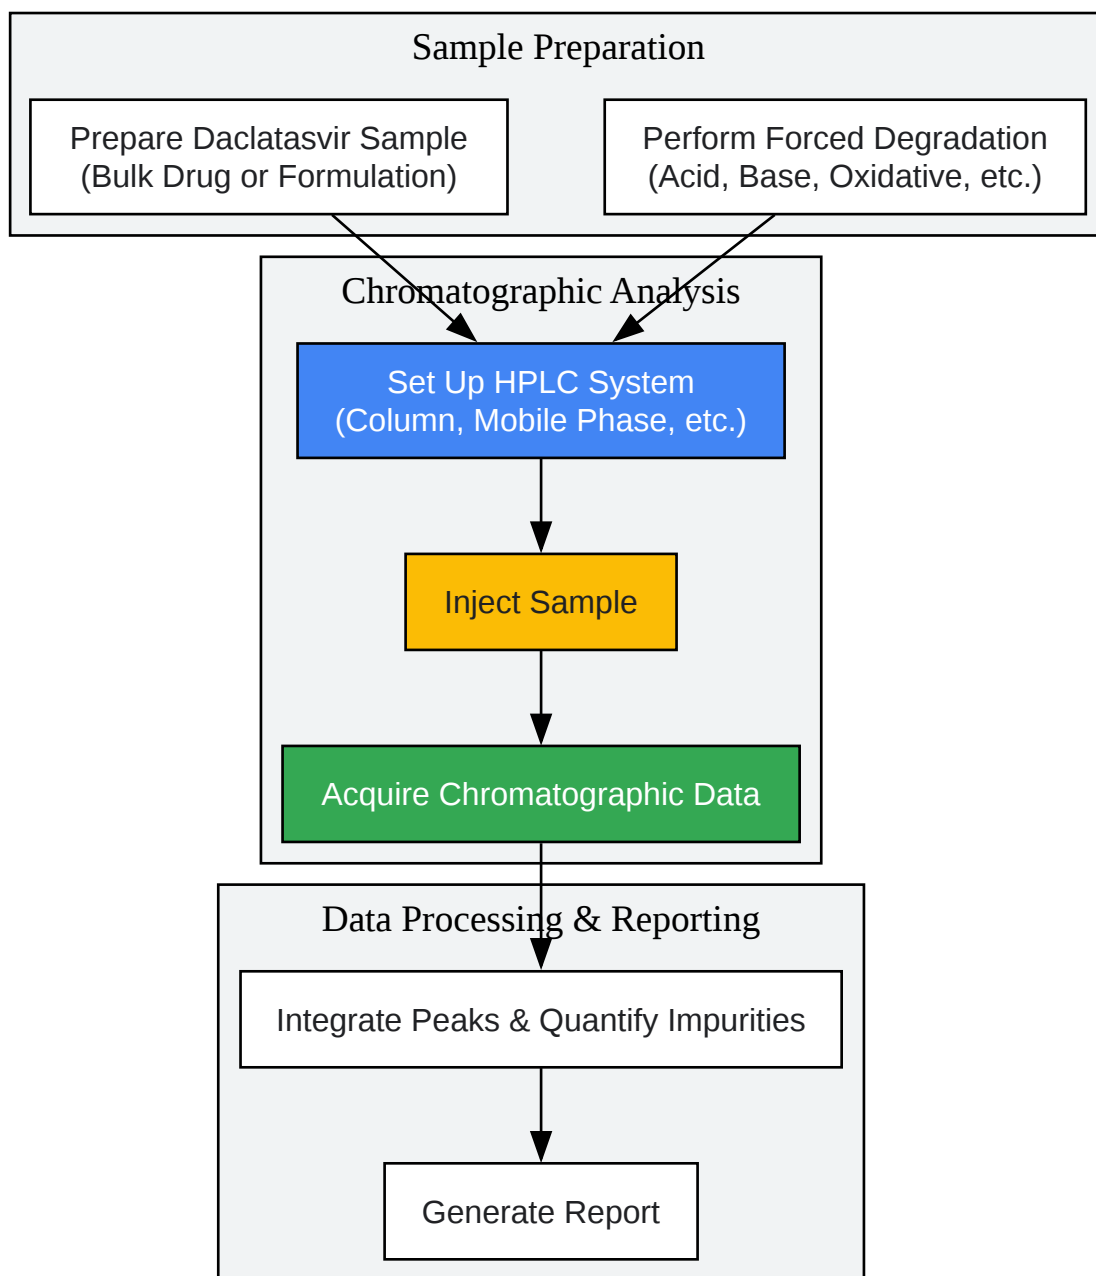 Sample Preparation
Prepare Daclatasvir Sample
(Bulk Drug or Formulation)
Perform Forced Degradation
(Acid, Base, Oxidative, etc.)
Chromatographic Analysis
Set Up HPLC System
(Column, Mobile Phase, etc.)
Inject Sample
Acquire Chromatographic Data
Data Processing & Reporting
Integrate Peaks & Quantify Impurities
Generate Report